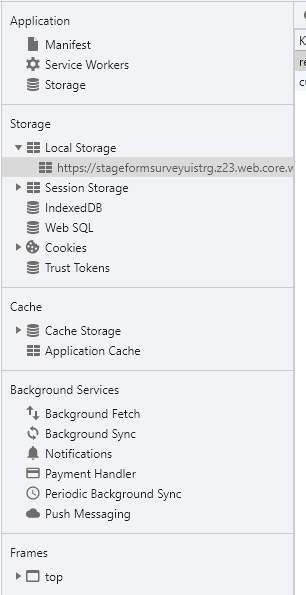 Application
Manifest
Service Workers
Storage
Storage
Local Storage
https://stageformsurveyuistrg.z23.web.core.w
Session Storage
IndexedDB
Web SQL
Cookies
Trust Tokens
Cache
Cache Storage
Application Cache
Background Services
Background Fetch
Background Sync
Notifications
Payment Handler
Periodic Background Sync
Push Messaging
Frames
top